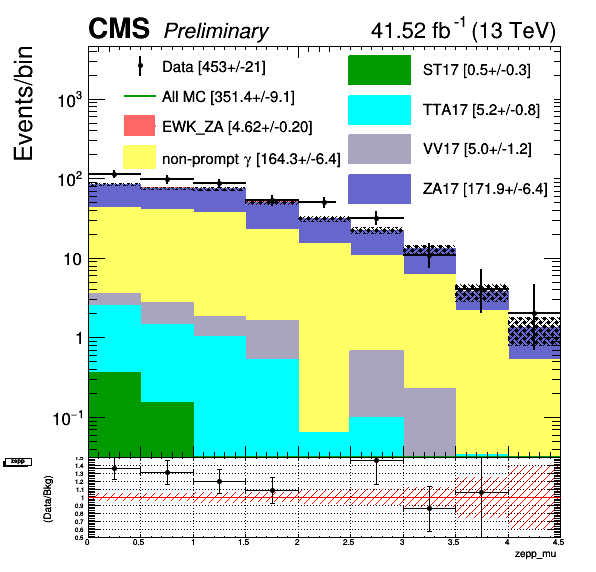 CMS Preliminary 41.52 fb⁻¹ (13 TeV)
Events/bin
Data [453+/-21]
All MC [351.4+/-9.1]
EWK_ZA [4.62+/-0.20]
non-prompt γ [164.3+/-6.4]
ST17 [0.5+/-0.3]
TTA17 [5.2+/-0.8]
VV17 [5.0+/-1.2]
ZA17 [171.9+/-6.4]
10³
10²
10
1
10⁻¹
zepp
(Data/Bkg)
1.5
1.4
1.3
1.2
1.1
1
0.9
0.8
0.7
0.6
0.5
0 0.5 1 1.5 2 2.5 3 3.5 4 4.5
zepp_mu